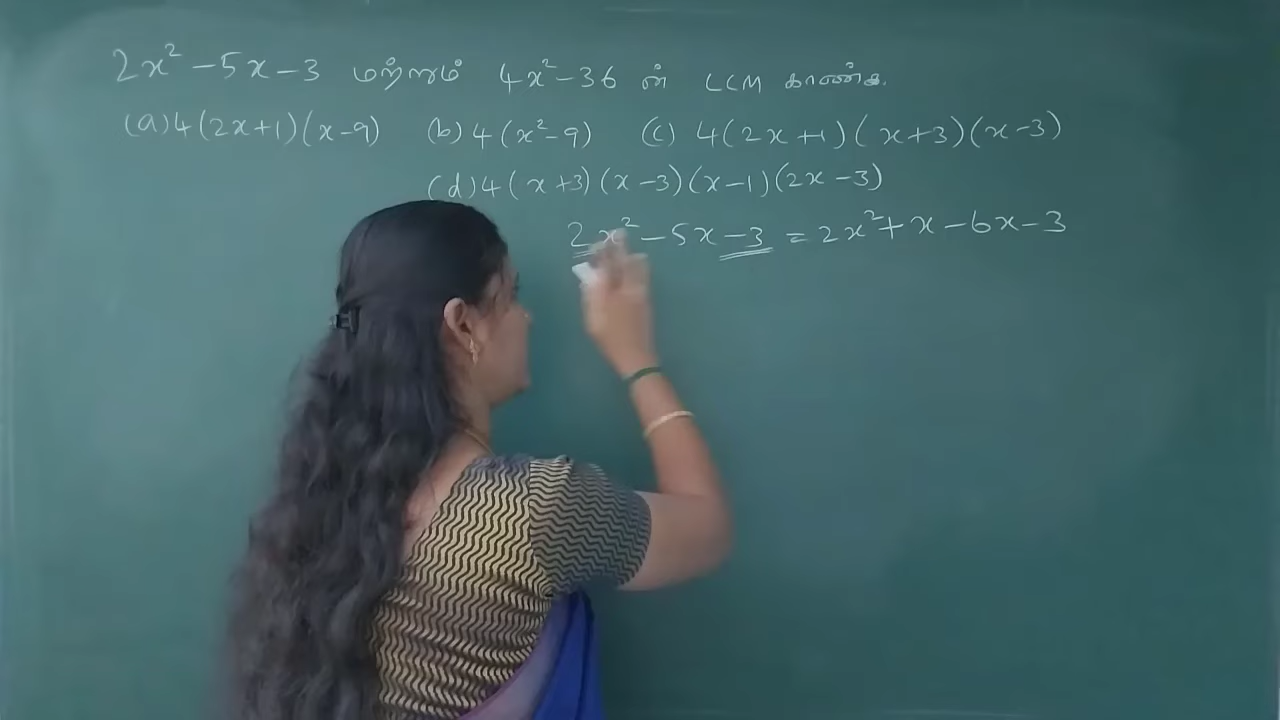 2x² - 5x - 3 மற்றும் 4x² - 36 ன் LCM காண்க.
(a) 4(2x+1)(x-9) (b) 4(x²-9) (c) 4(2x+1)(x+3)(x-3)
(d) 4(x+3)(x-3)(x-1)(2x-3)
2x² - 5x - 3 = 2x² + x - 6x - 3